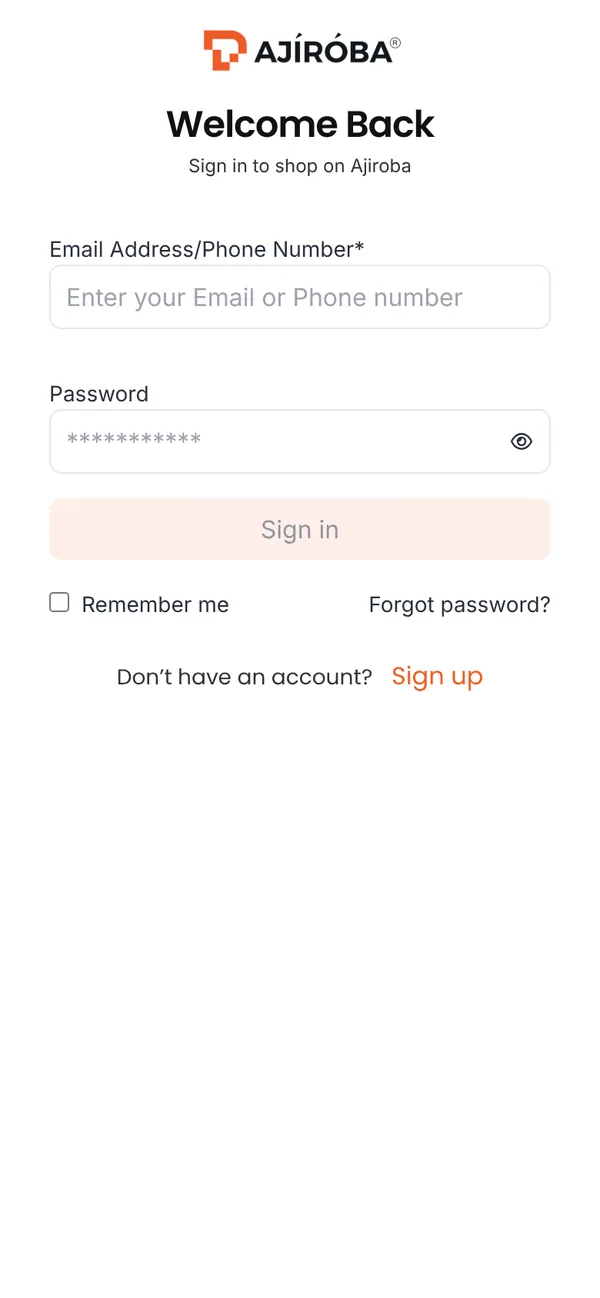 AJÍRÓBA®
Welcome Back
Sign in to shop on Ajiroba
Email Address/Phone Number*
Enter your Email or Phone number
Password
***********
Sign in
Remember me Forgot password?
Don’t have an account? Sign up